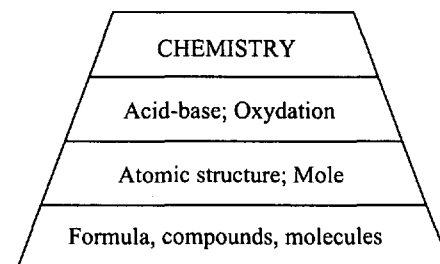 CHEMISTRY
Acid-base; Oxydation
Atomic structure; Mole
Formula, compounds, molecules